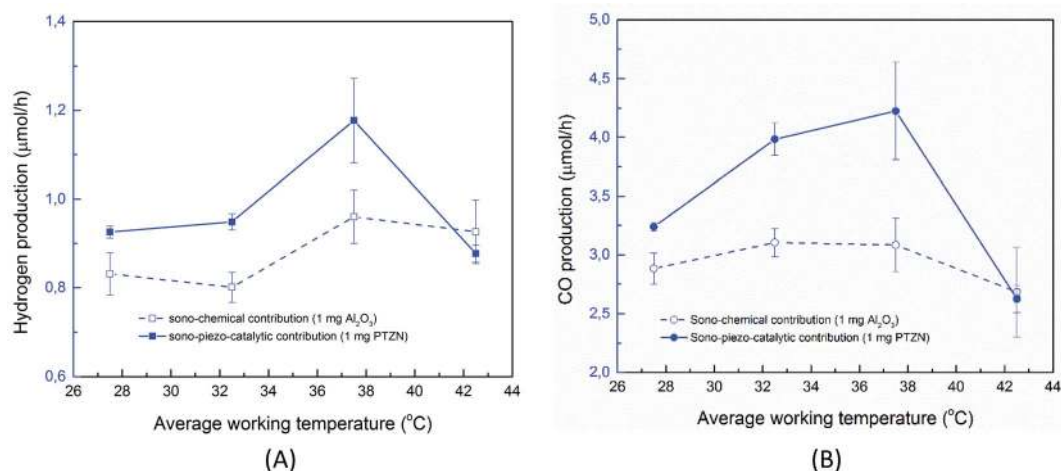 1,4
1,2
1,0
0,8
0,6
Hydrogen production (μmol/h)
sono-chemical contribution (1 mg Al₂O₃)
sono-piezo-catalytic contribution (1 mg PTZN)
26 28 30 32 34 36 38 40 42 44
Average working temperature (°C)
(A)
5,0
4,5
4,0
3,5
3,0
2,5
2,0
CO production (μmol/h)
Sono-chemical contribution (1 mg Al₂O₃)
Sono-piezo-catalytic contribution (1 mg PTZN)
26 28 30 32 34 36 38 40 42 44
Average working temperature (°C)
(B)